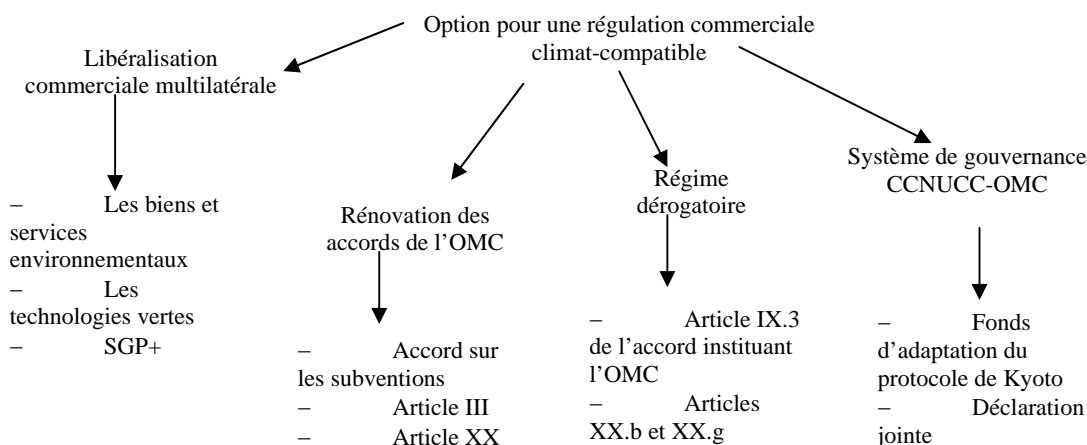 Option pour une régulation commerciale
climat-compatible
Libéralisation
commerciale multilatérale
– Les biens et
services
environnementaux
– Les
technologies vertes
– SGP+
Rénovation des
accords de l’OMC
– Accord sur
les subventions
– Article III
– Article XX
Régime
dérogatoire
– Article IX.3
de l’accord instituant
l’OMC
– Articles
XX.b et XX.g
Système de gouvernance
CCNUCC-OMC
– Fonds
d’adaptation du
protocole de Kyoto
– Déclaration
jointe